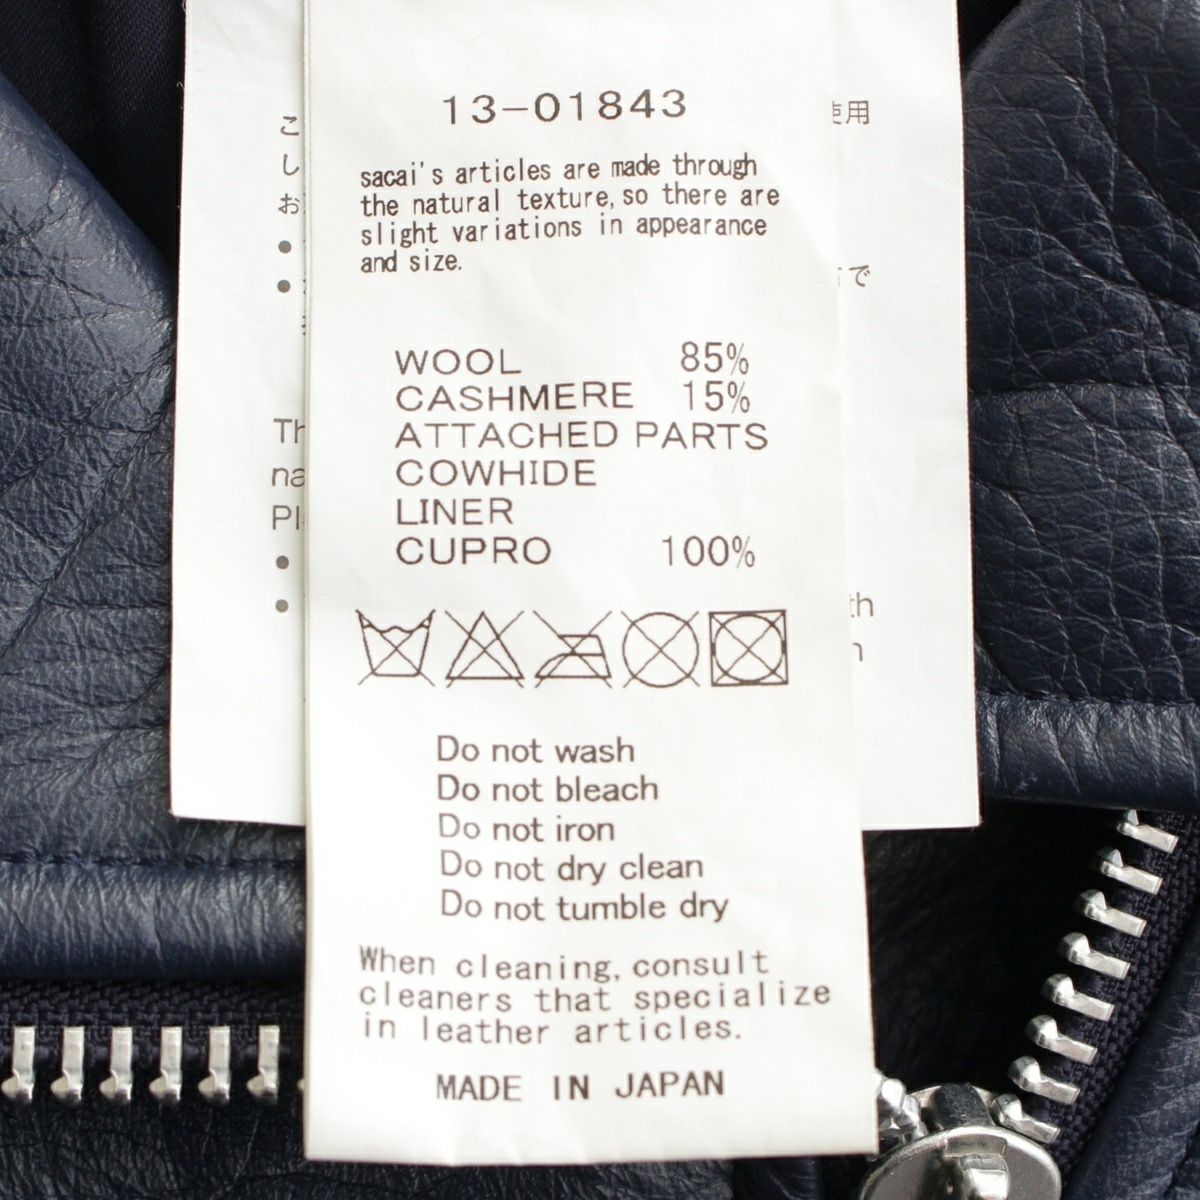 13-01843
sacai's articles are made through
the natural texture, so there are
slight variations in appearance
and size.
WOOL 85%
CASHMERE 15%
ATTACHED PARTS
COWHIDE
LINER
CUPRO 100%
Do not wash
Do not bleach
Do not iron
Do not dry clean
Do not tumble dry
When cleaning, consult
cleaners that specialize
in leather articles.
MADE IN JAPAN